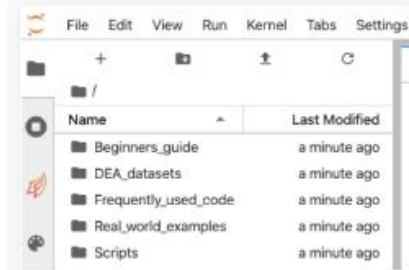 File Edit View Run Kernel Tabs Settings
/
Name Last Modified
Beginners_guide a minute ago
DEA_datasets a minute ago
Frequently_used_code a minute ago
Real_world_examples a minute ago
Scripts a minute ago